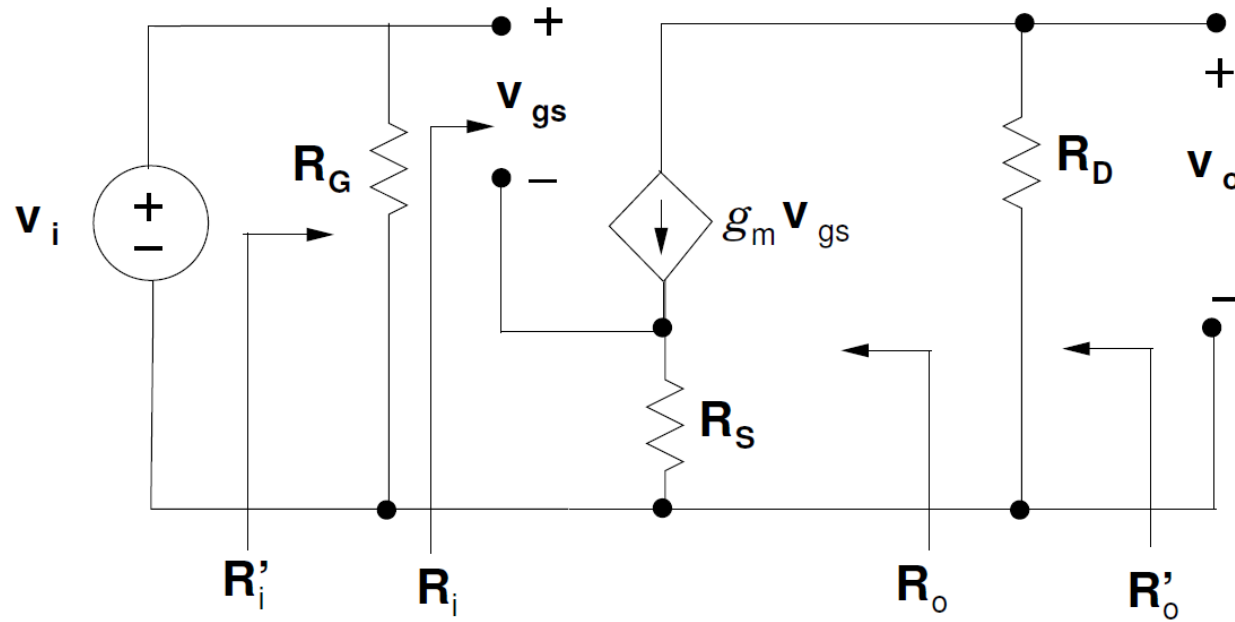 +
v gs
−
R G
v i
+
−
g m v gs
R D
+
v o
−
R S
R i '
R i
R o
R o '